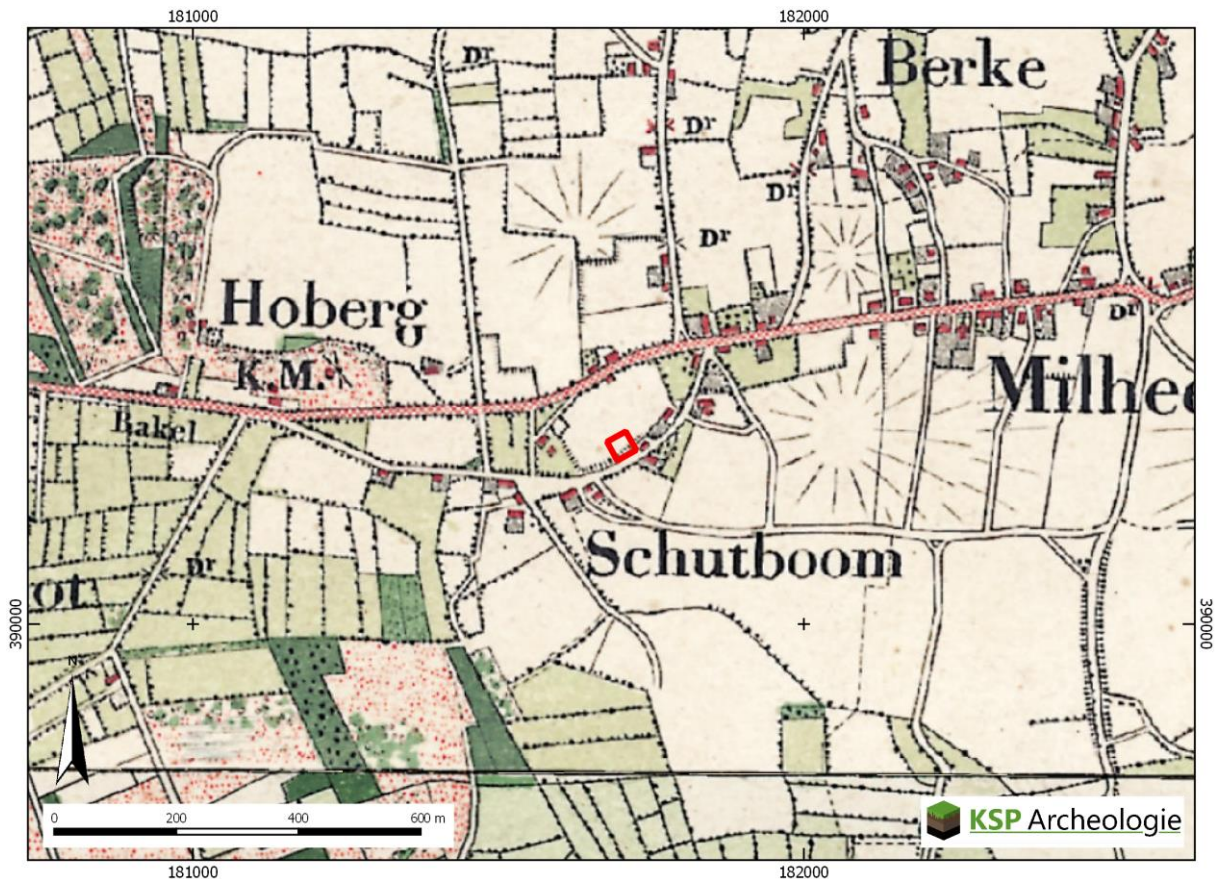 181000 182000
Dr
Berke
Dr
Dr
Dr
Hoberg
Dr
K.M.
Milhee
Bakel
Schutboom
Dr
ot
390000
390000
0 200 400 600 m
KSP Archeologie
181000 182000